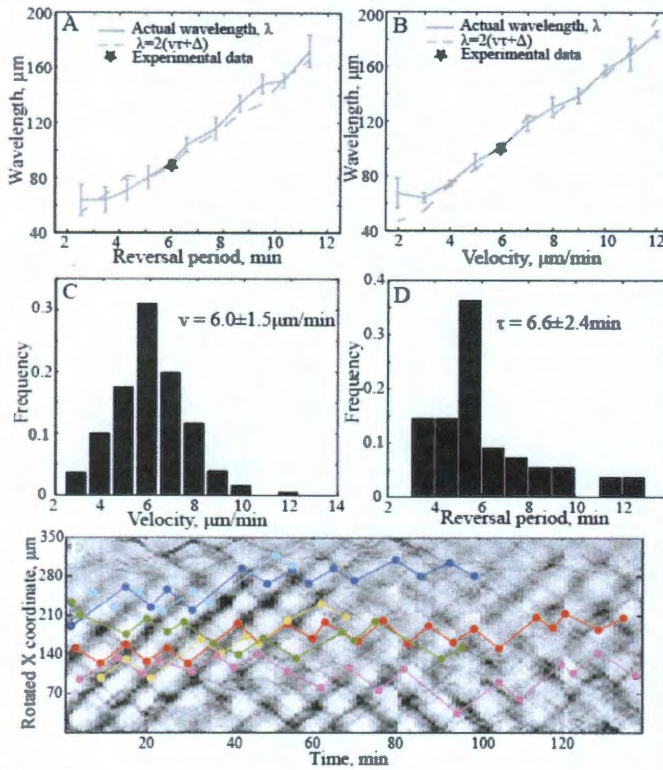 A
Actual wavelength, λ
λ=2(vτ+Δ)
Experimental data
Wavelength, μm
200
160
120
80
40
2 4 6 8 10 12
Reversal period, min
B
Actual wavelength, λ
λ=2(vτ+Δ)
Experimental data
Wavelength, μm
200
160
120
80
40
2 4 6 8 10 12
Velocity, μm/min
C
v = 6.0±1.5μm/min
Frequency
0.3
0.1
0
2 4 6 8 10 12 14
Velocity, μm/min
D
τ = 6.6±2.4min
Frequency
0.4
0.3
0.2
0.1
0
2 4 6 8 10 12
Reversal period, min
Rotated X coordinate, μm
350
280
210
140
70
20 40 60 80 100 120
Time, min